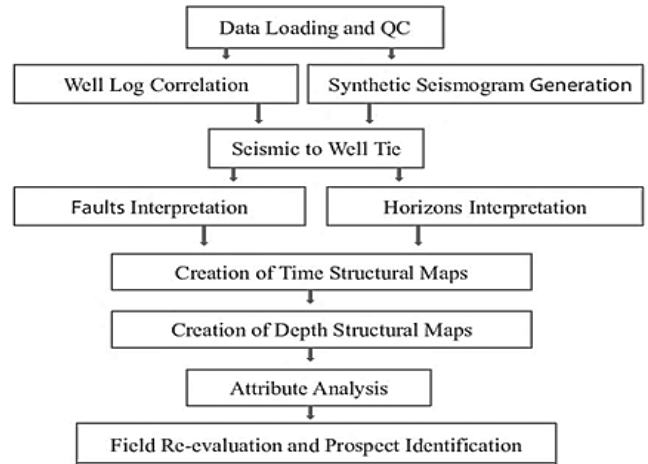 Data Loading and QC
Well Log Correlation
Synthetic Seismogram Generation
Seismic to Well Tie
Faults Interpretation
Horizons Interpretation
Creation of Time Structural Maps
Creation of Depth Structural Maps
Attribute Analysis
Field Re-evaluation and Prospect Identification